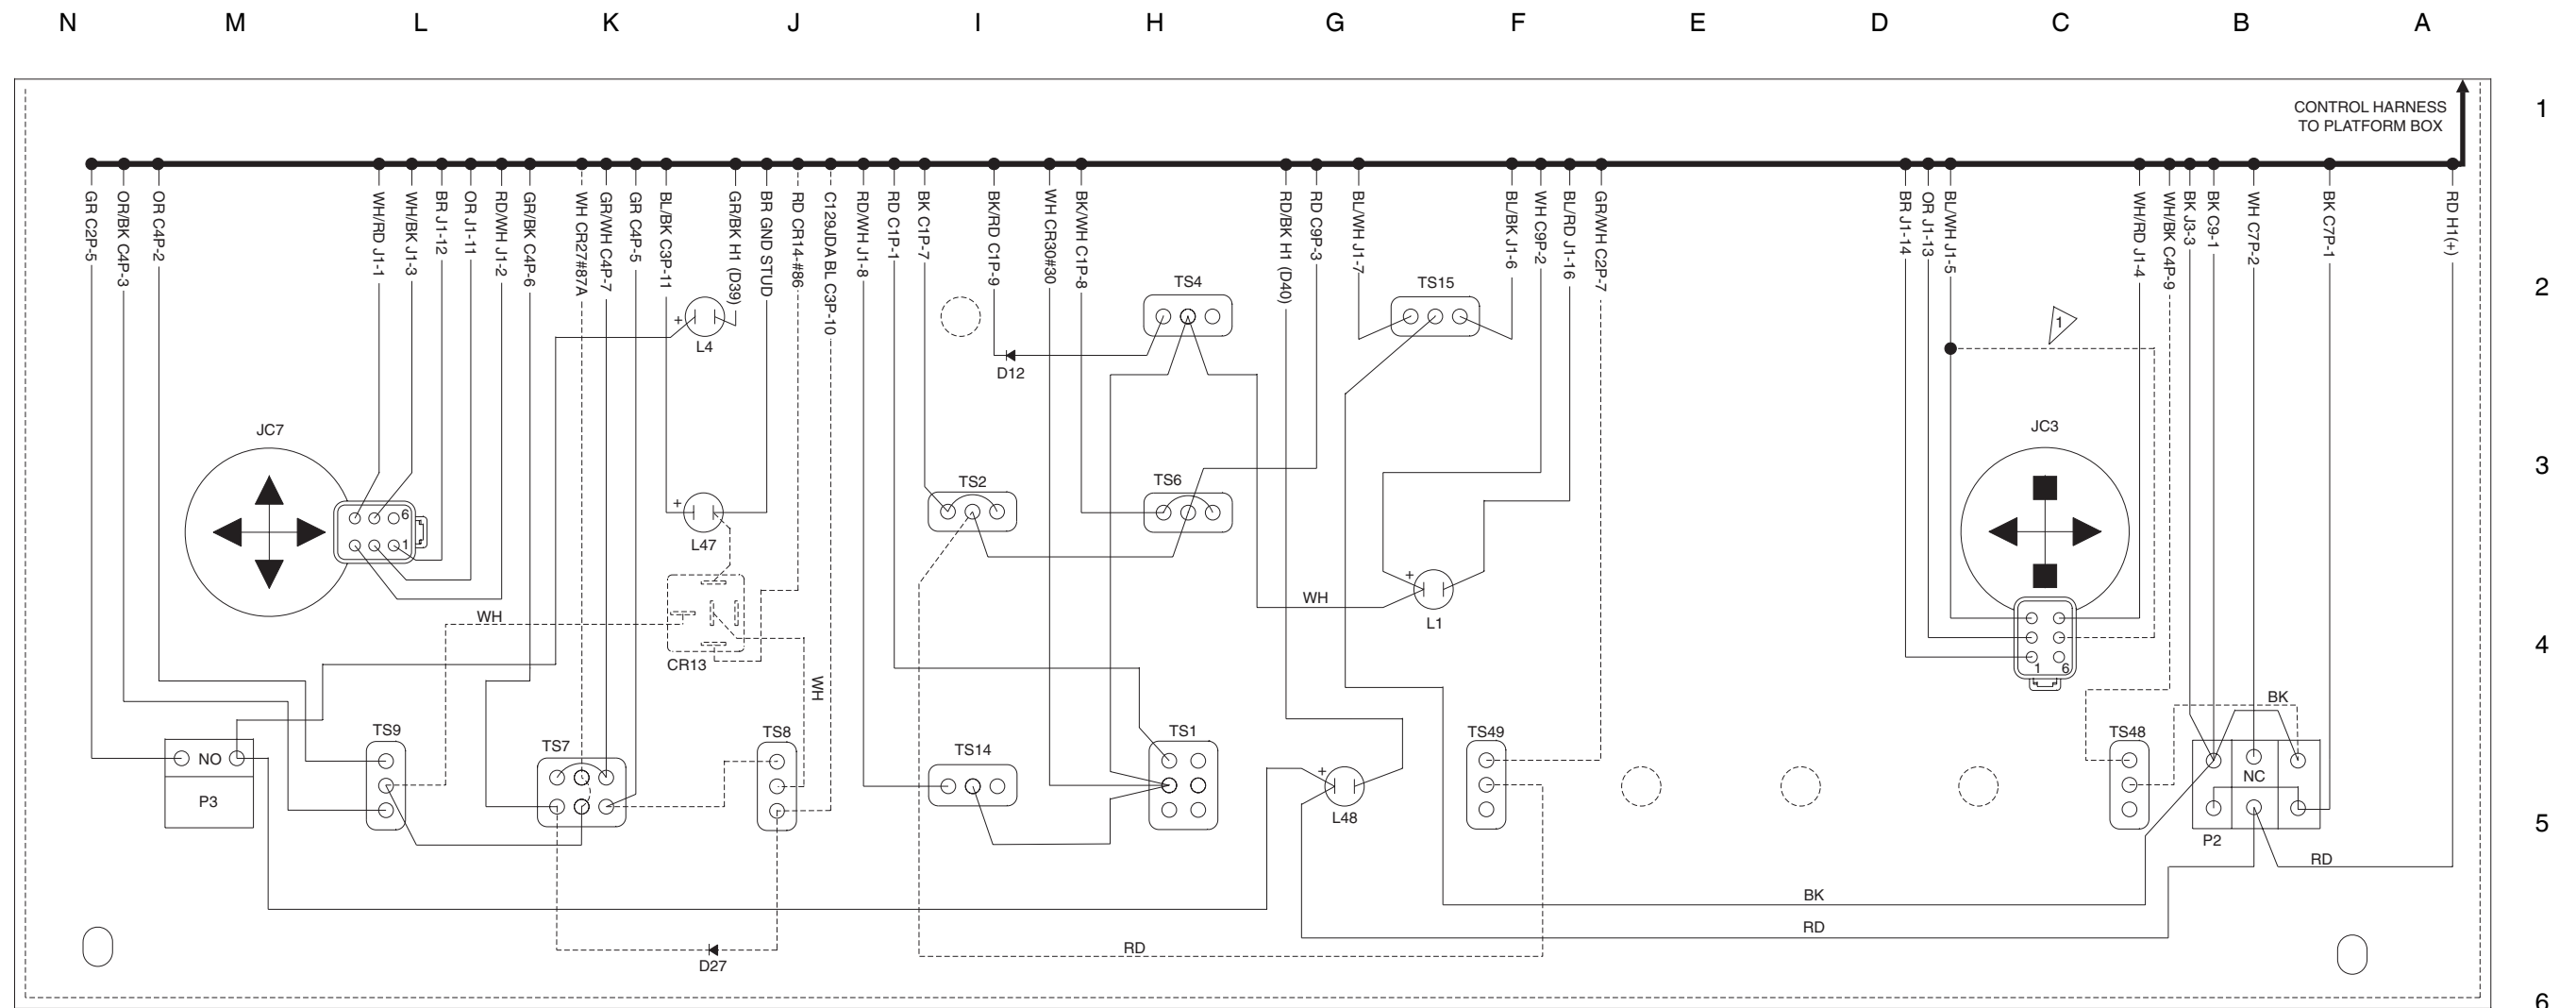 N M L K J I H G F E D C B A
1
CONTROL HARNESS
TO PLATFORM BOX
GR C2P-5
OR/BK C4P-3
OR C4P-2
WH/RD J1-1
WH/BK J1-3
BR J1-12
OR J1-11
RD/WH J1-2
GR/BK C4P-6
WH CR27#87A
GR/WH C4P-7
GR C4P-5
BL/BK C3P-11
GR/BK H1 (D39)
BR GND STUD
RD CR14-#86
C129JDA BL C3P-10
RD/WH J1-8
RD C1P-1
BK C1P-7
BK/RD C1P-9
WH CR30#30
BK/WH C1P-8
RD/BK H1 (D40)
RD C9P-3
BL/WH J1-7
BL/BK J1-6
WH C9P-2
BL/RD J1-16
GR/WH C2P-7
BR J1-14
OR J1-13
BL/WH J1-5
WH/RD J1-4
WH/BK C4P-9
BK J3-3
BK C9-1
WH C7P-2
BK C7P-1
RD H1(+)
2
TS4
TS15
+
L4
1
D12
JC7
JC3
3
TS2
TS6
+
L47
6
1
+
L1
WH
WH
CR13
4
1 6
WH
BK
TS9
TS7
TS8
TS14
TS1
TS49
TS48
NO
P3
+
L48
NC
P2
5
RD
BK
RD
RD
D27
6